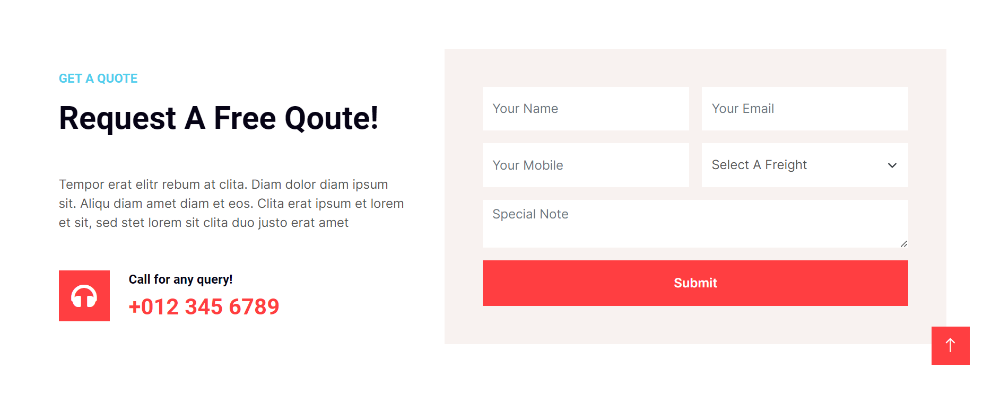 GET A QUOTE
Request A Free Qoute!
Tempor erat elitr rebum at clita. Diam dolor diam ipsum
sit. Aliqu diam amet diam et eos. Clita erat ipsum et lorem
et sit, sed stet lorem sit clita duo justo erat amet
Call for any query!
+012 345 6789
Your Name
Your Email
Your Mobile
Select A Freight
Special Note
Submit